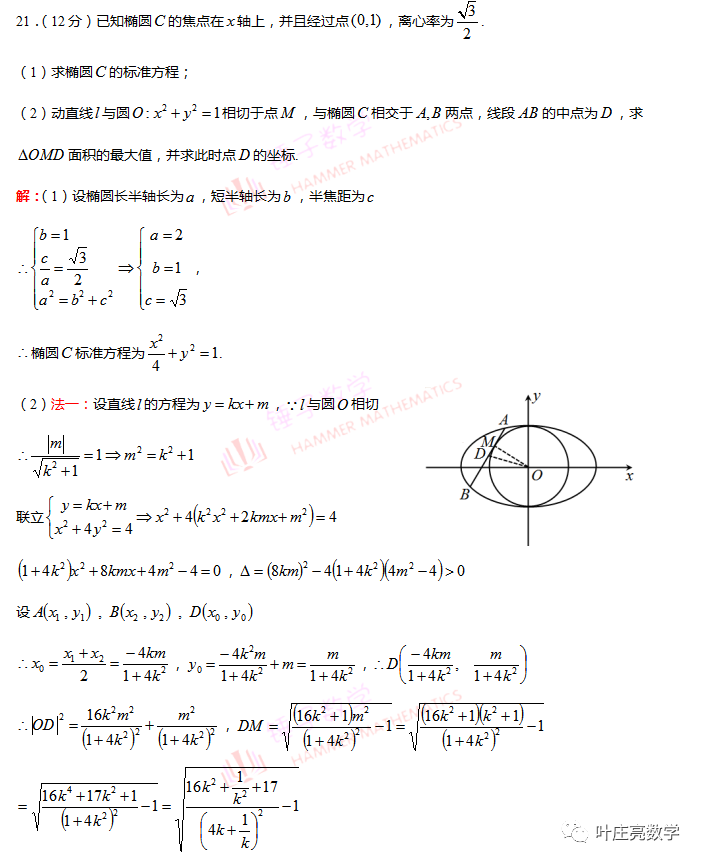 21.（12分）已知椭圆C的焦点在x轴上，并且经过点(0,1)，离心率为√3/2.
（1）求椭圆C的标准方程；
（2）动直线l与圆O:x²+y²=1相切于点M，与椭圆C相交于A,B两点，线段AB的中点为D，求
ΔOMD面积的最大值，并求此时点D的坐标.
解：（1）设椭圆长半轴长为a，短半轴长为b，半焦距为c
∴{b=1, c/a=√3/2, a²=b²+c² ⇒ {a=2, b=1, c=√3，
∴椭圆C标准方程为x²/4+y²=1.
（2）法一：设直线l的方程为y=kx+m，∵l与圆O相切
∴|m|/√(k²+1)=1⇒m²=k²+1
联立{y=kx+m, x²+4y²=4 ⇒x²+4(k²x²+2kmx+m²)=4
(1+4k²)x²+8kmx+4m²-4=0，Δ=(8km)²-4(1+4k²)(4m²-4)>0
设A(x₁,y₁)，B(x₂,y₂)，D(x₀,y₀)
∴x₀=(x₁+x₂)/2=-4km/(1+4k²)，y₀=-4k²m/(1+4k²)+m=m/(1+4k²)，∴D(-4km/(1+4k²), m/(1+4k²))
∴|OD|²=16k²m²/(1+4k²)²+m²/(1+4k²)²，DM=√((16k²+1)m²/(1+4k²)²-1)=√((16k²+1)(k²+1)/(1+4k²)²-1)
=√((16k⁴+17k²+1)/(1+4k²)²-1)=√((16k²+1/k²+17)/(4k+1/k)²-1)
y
A
M
D
O
x
B
锤子数学
HAMMER MATHEMATICS
锤子数学
HAMMER MATHEMATICS
叶庄亮数学